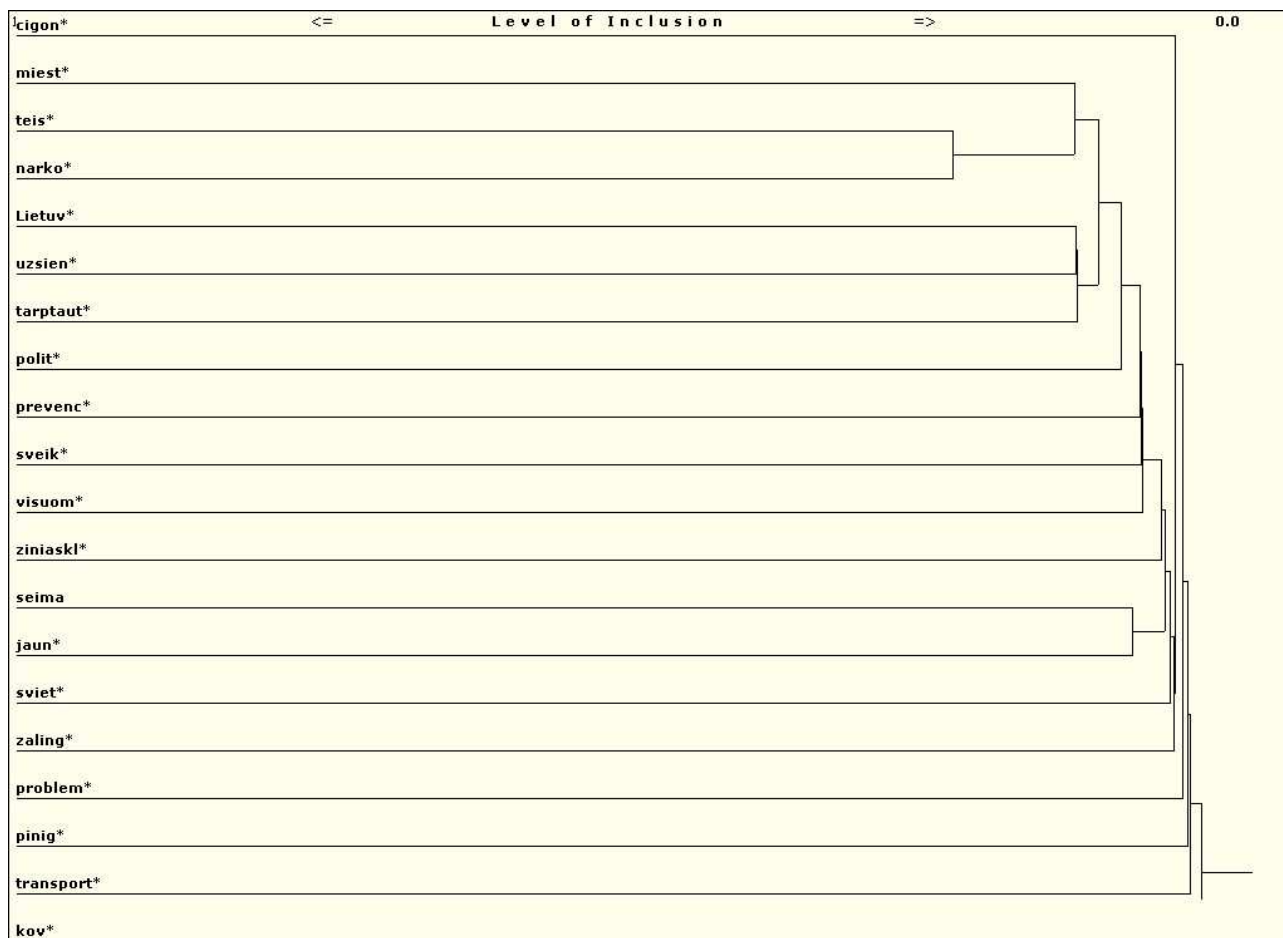 1 <= Level of Inclusion => 0.0
cigon*
miest*
teis*
narko*
Lietuv*
uzsien*
tarptaut*
polit*
prevenc*
sveik*
visuom*
ziniaskl*
seima
jaun*
sviet*
zaling*
problem*
pinig*
transport*
kov*